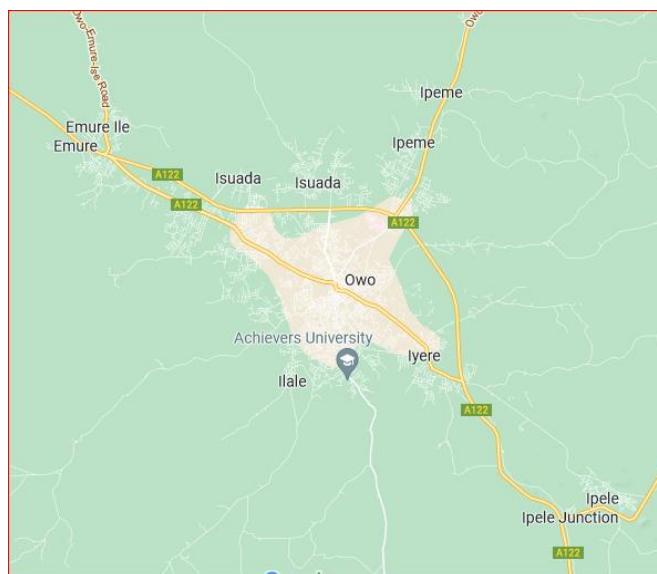 Owo-Emure-Ise Road
Owo
Ipeme
Emure Ile
Emure
Ipeme
A122
Isuada
Isuada
A122
A122
Owo
Achievers University
Iyere
Ilale
A122
Ipele
Ipele Junction
A122